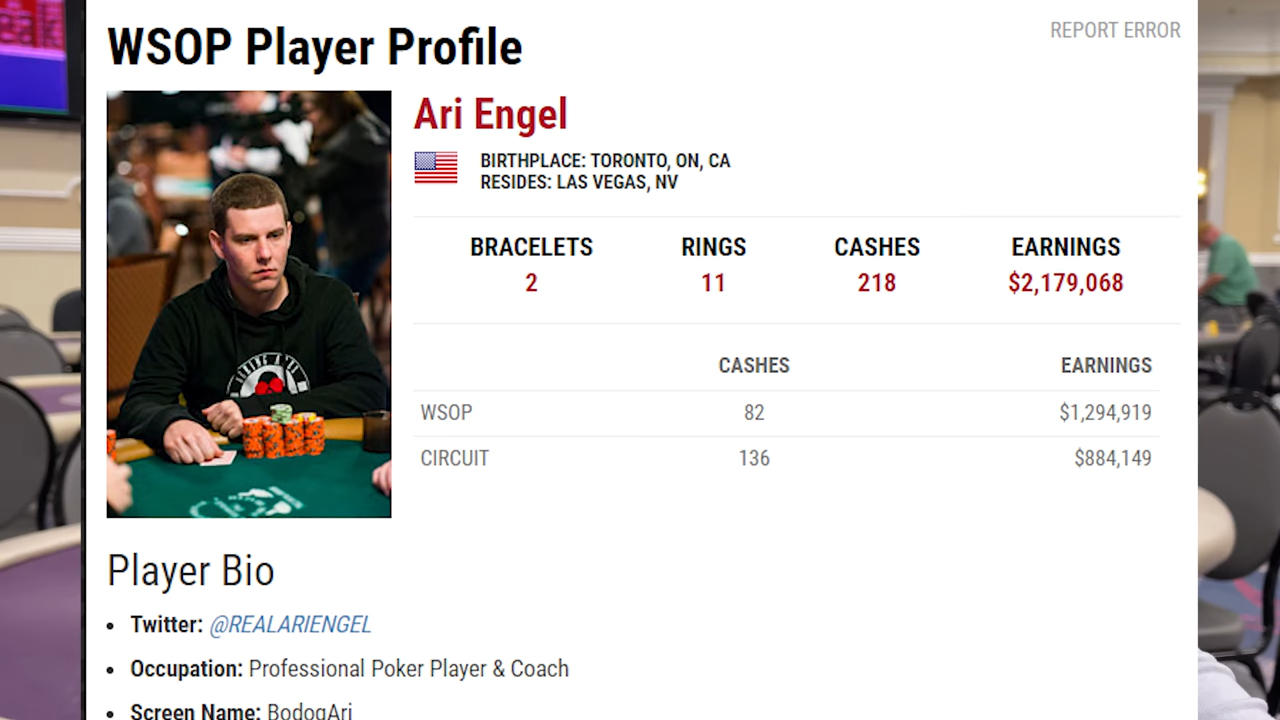 WSOP Player Profile
REPORT ERROR
Ari Engel
BIRTHPLACE: TORONTO, ON, CA
RESIDES: LAS VEGAS, NV
BRACELETS RINGS CASHES EARNINGS
2 11 218 $2,179,068
CASHES EARNINGS
WSOP 82 $1,294,919
CIRCUIT 136 $884,149
Player Bio
• Twitter: @REALARIENGEL
• Occupation: Professional Poker Player & Coach
• Screen Name: BodogAri